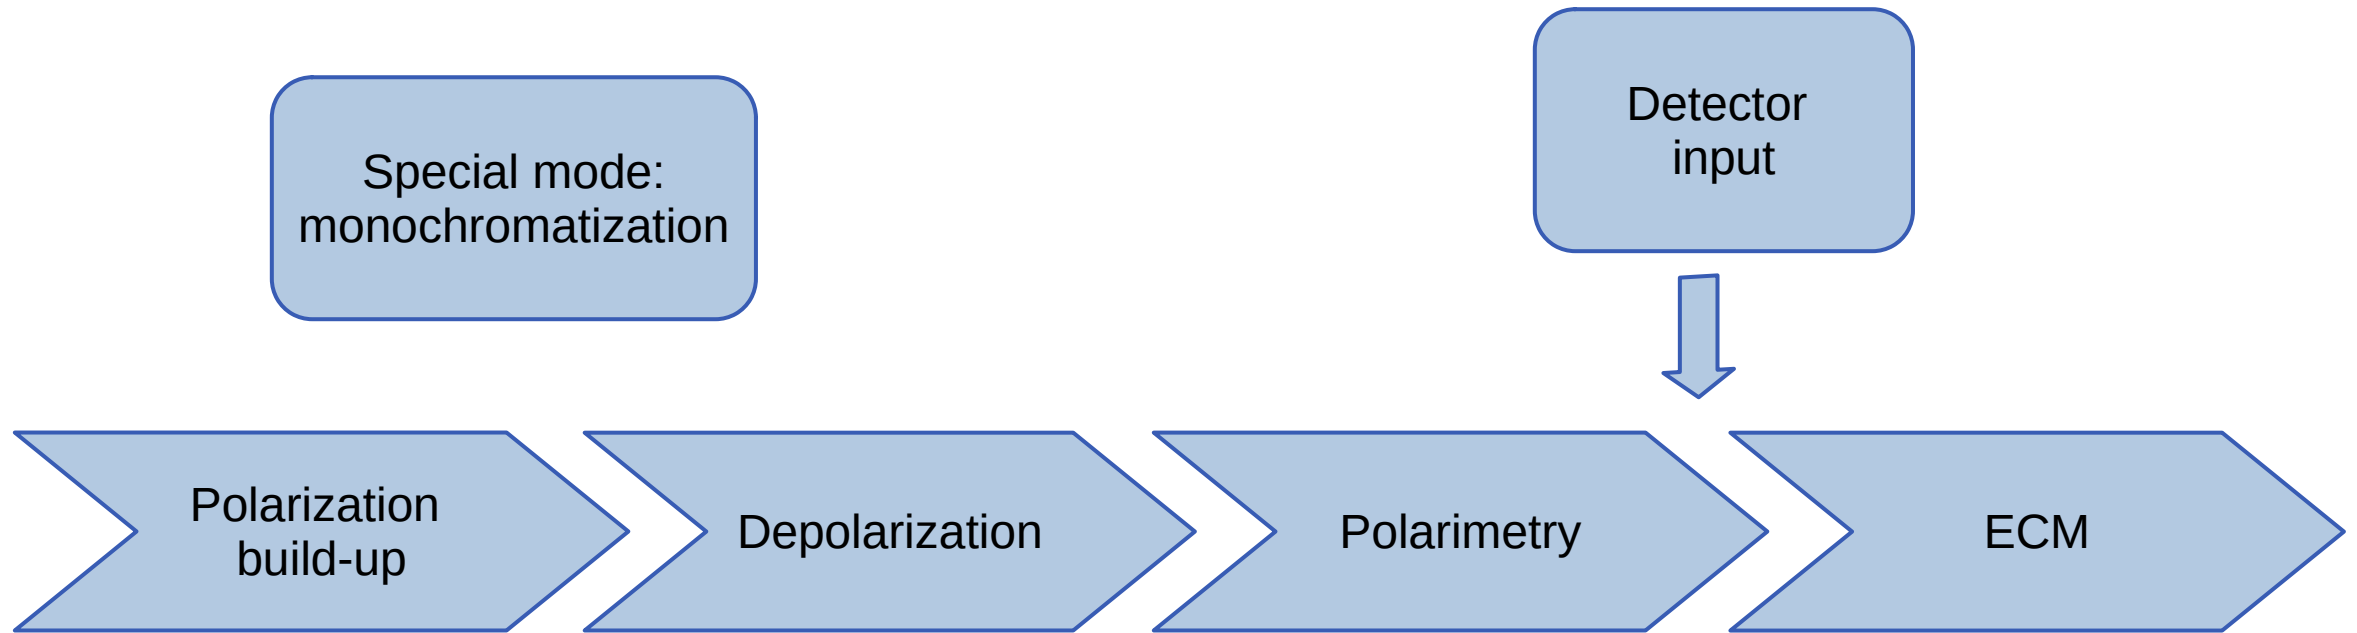 Special mode:
monochromatization
Detector
input
Polarization
build-up
Depolarization
Polarimetry
ECM